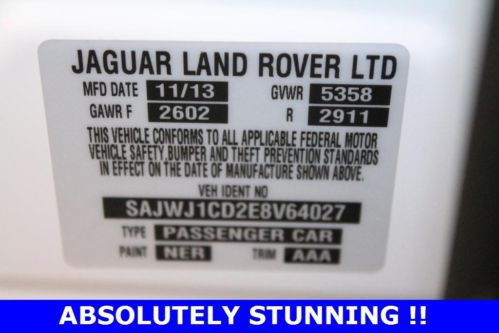 JAGUAR LAND ROVER LTD
MFD DATE 11/13 GVWR 5358
GAWR F 2602 R 2911
THIS VEHICLE CONFORMS TO ALL APPLICABLE FEDERAL MOTOR
VEHICLE SAFETY, BUMPER AND THEFT PREVENTION STANDARDS
IN EFFECT ON THE DATE OF MANUFACTURE SHOWN ABOVE.
VEH IDENT NO
SAJWJ1CD2E8V64027
TYPE PASSENGER CAR
PAINT NER TRIM AAA
ABSOLUTELY STUNNING !!